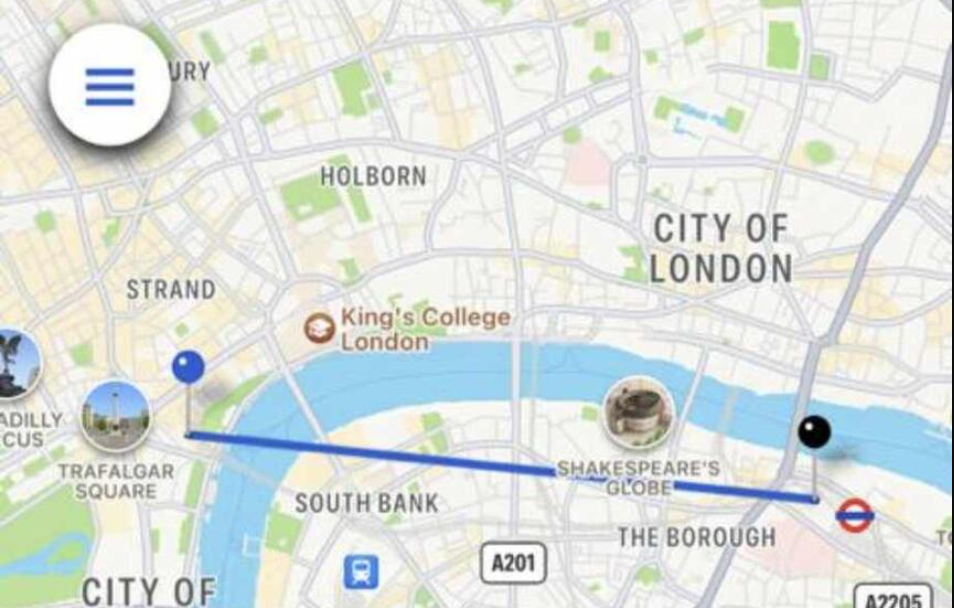 URY
HOLBORN
CITY OF
LONDON
STRAND
King's College
London
ADILLY
CUS
TRAFALGAR
SQUARE
SHAKESPEARE'S
GLOBE
SOUTH BANK
THE BOROUGH
TO
A201
CITY OF
A2205